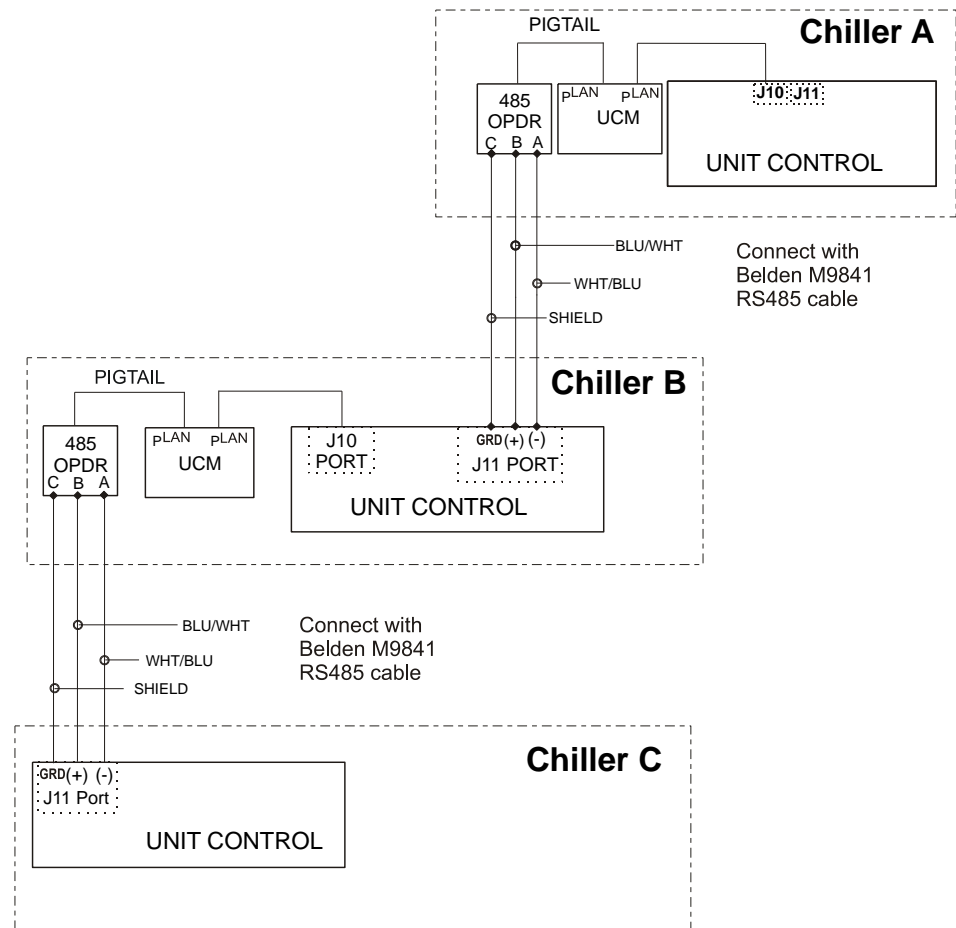 Chiller A
PIGTAIL
485
OPDR
C B A
pLAN pLAN
UCM
J10 J11
UNIT CONTROL
BLU/WHT
WHT/BLU
SHIELD
Connect with
Belden M9841
RS485 cable
Chiller B
PIGTAIL
485
OPDR
C B A
pLAN pLAN
UCM
J10
PORT
GRD (+) (-)
J11 PORT
UNIT CONTROL
BLU/WHT
WHT/BLU
SHIELD
Connect with
Belden M9841
RS485 cable
Chiller C
GRD(+) (-)
J11 Port
UNIT CONTROL